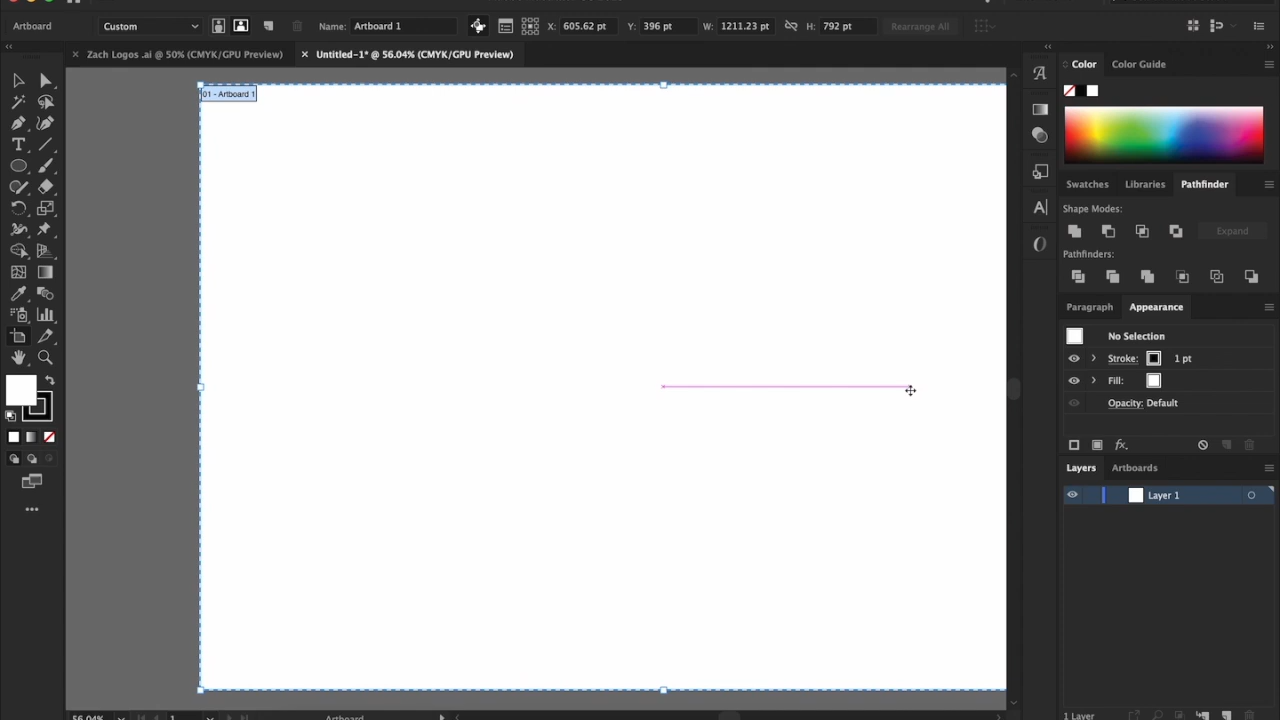 Artboard Custom Name: Artboard 1 X: 605.62 pt Y: 396 pt W: 1211.23 pt H: 792 pt Rearrange All
× Zach Logos .ai @ 50% (CMYK/GPU Preview) × Untitled-1* @ 56.04% (CMYK/GPU Preview)
01 - Artboard 1
Color Color Guide
Swatches Libraries Pathfinder
Shape Modes:
Expand
Pathfinders:
Paragraph Appearance
No Selection
Stroke: 1 pt
Fill:
Opacity: Default
fx.
Layers Artboards
Layer 1
56.04% 1 Artboard
1 Layer